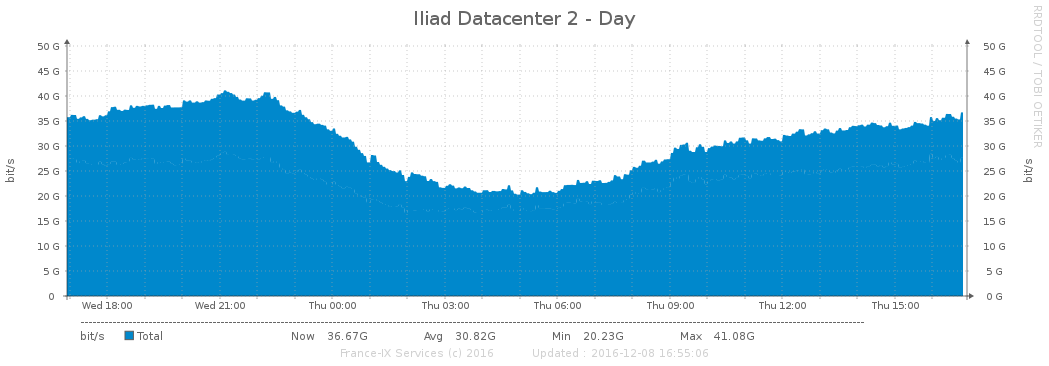 Iliad Datacenter 2 - Day
RRDTOOL / TOBI OETIKER
50 G 50 G
45 G 45 G
40 G 40 G
35 G 35 G
30 G 30 G
25 G 25 G
20 G 20 G
15 G 15 G
10 G 10 G
5 G 5 G
0 0 G
bit/s bit/s
Wed 18:00 Wed 21:00 Thu 00:00 Thu 03:00 Thu 06:00 Thu 09:00 Thu 12:00 Thu 15:00
bit/s Total Now 36.67G Avg 30.82G Min 20.23G Max 41.08G
France-IX Services (c) 2016 Updated : 2016-12-08 16:55:06